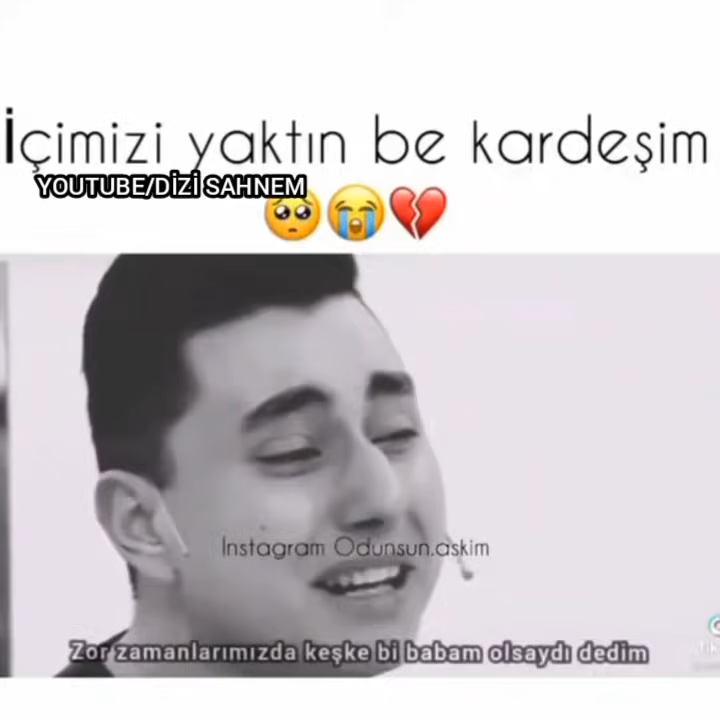 İçimizi yaktın be kardeşim
YOUTUBE/DİZİ SAHNEM
🥺😭💔
Instagram Odunsun.askim
Zor zamanlarımızda keşke bi babam olsaydı dedim